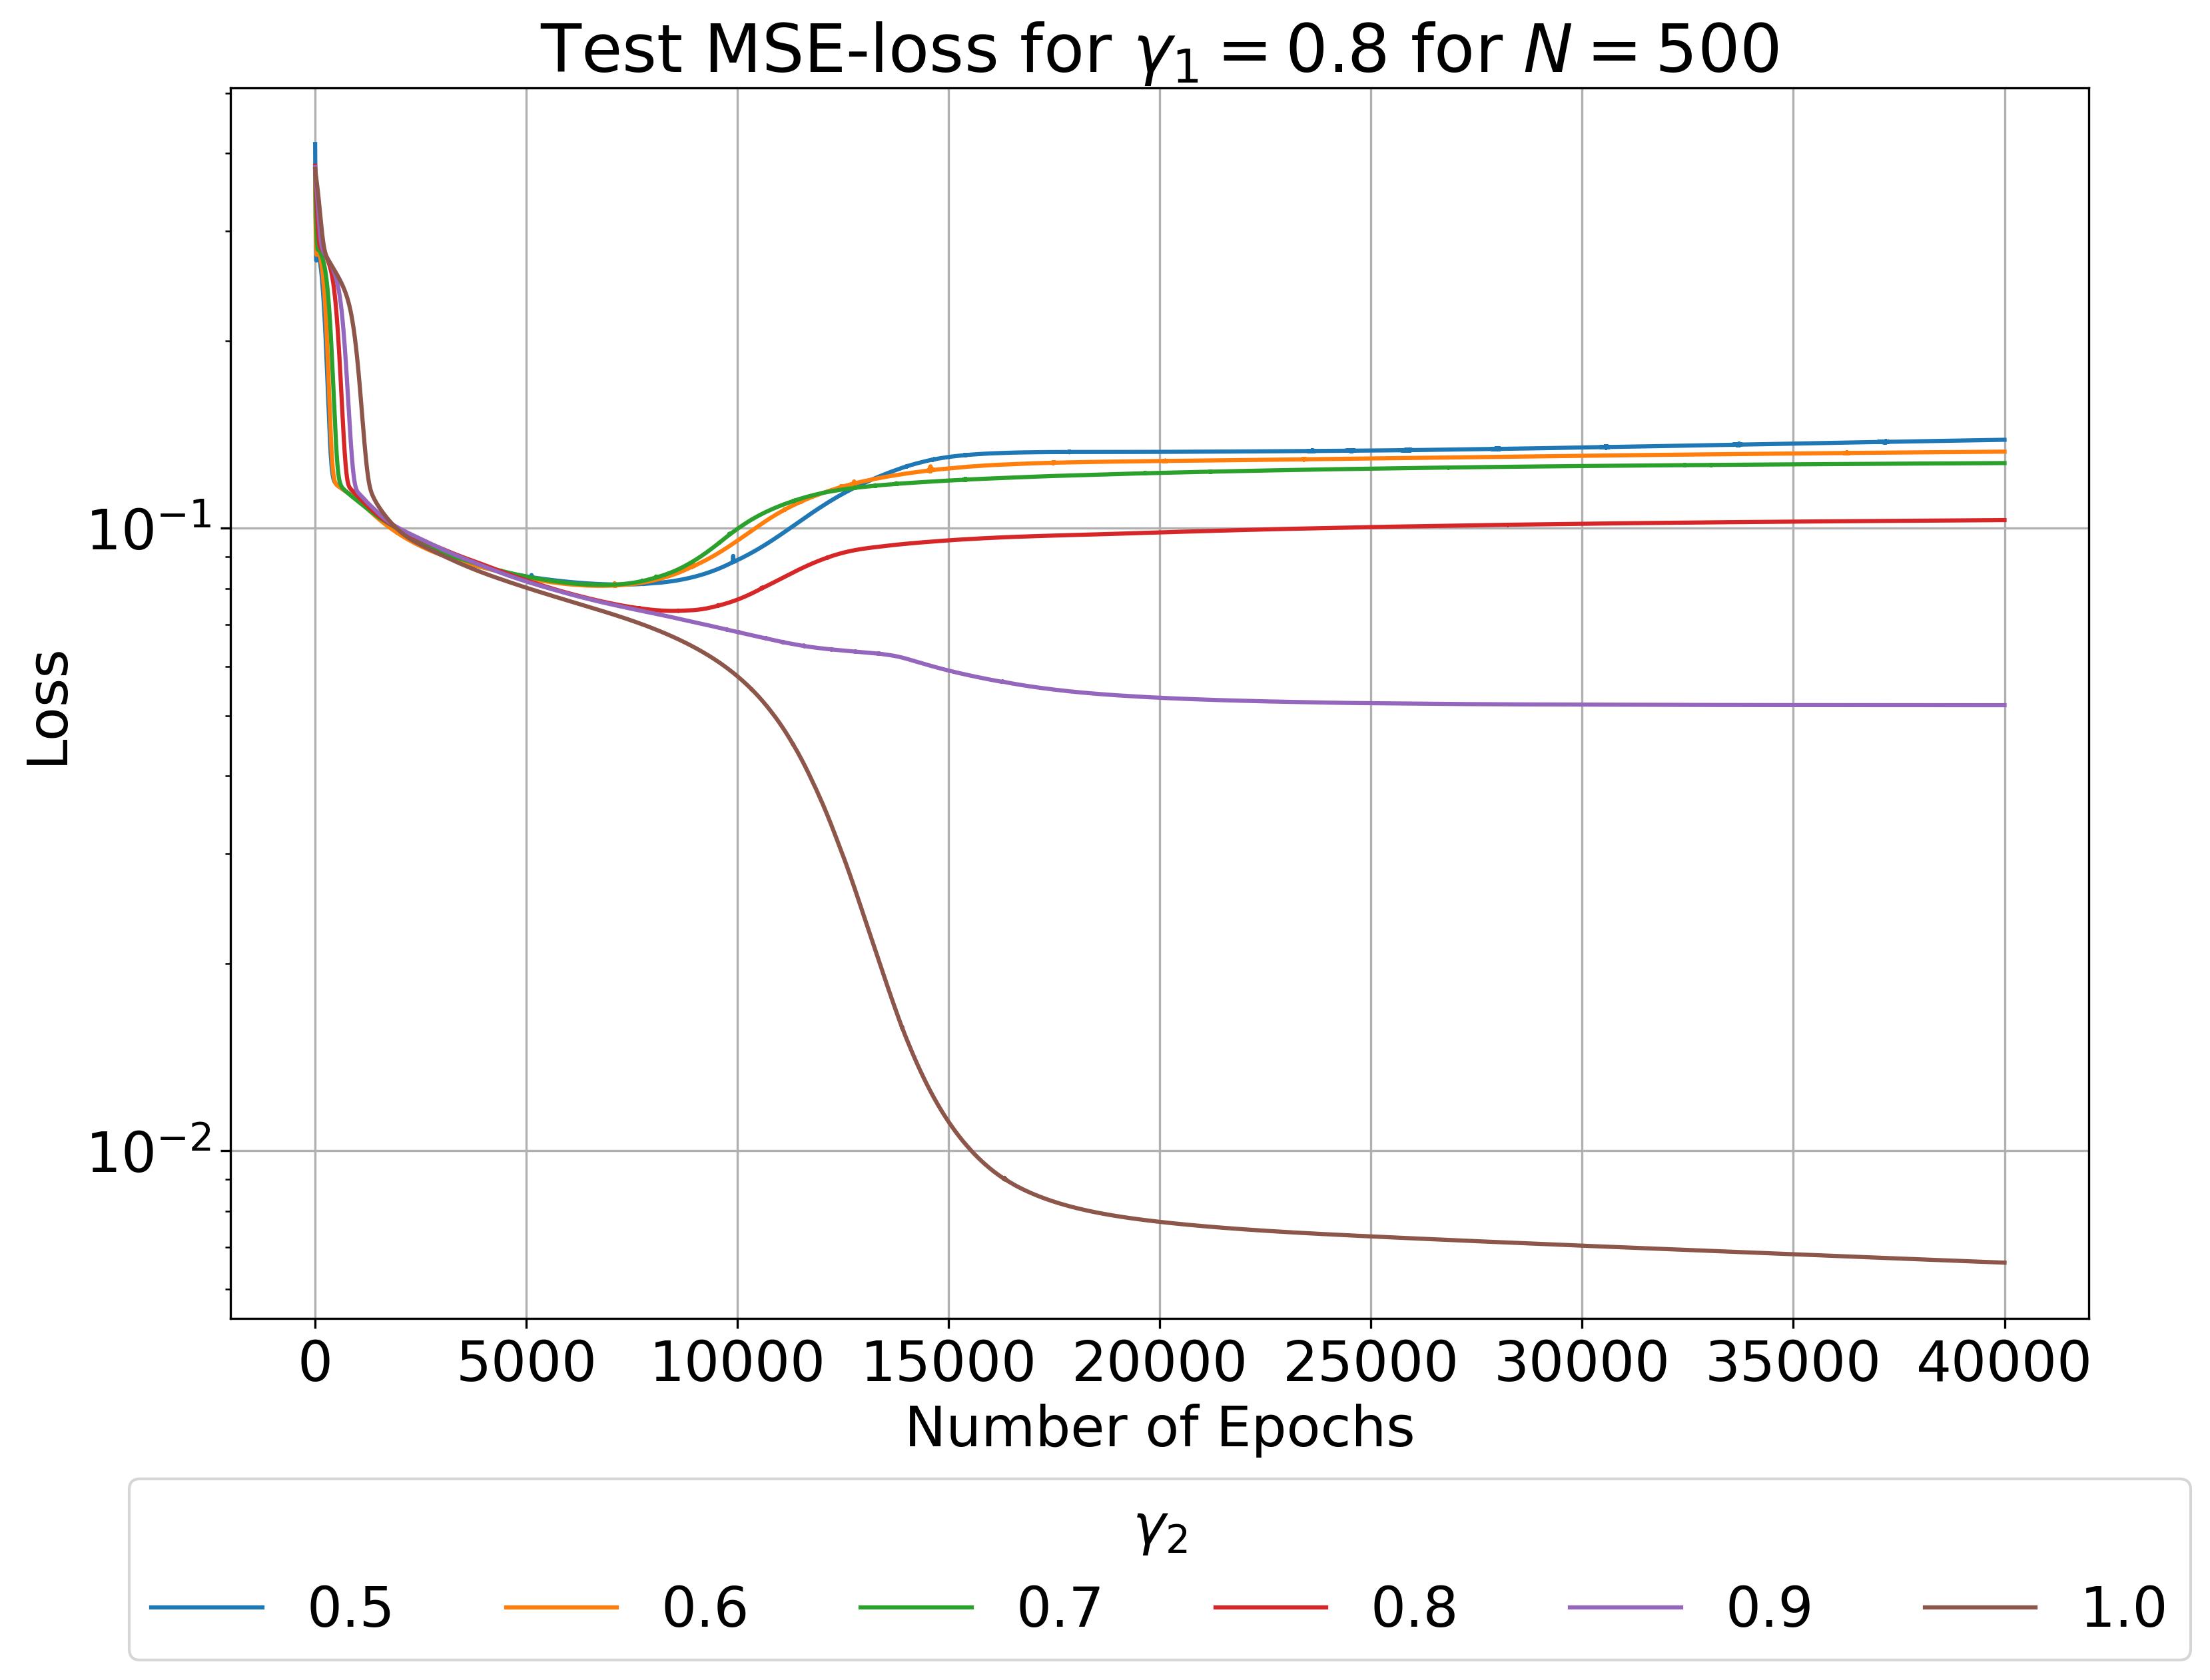 Test MSE-loss for γ₁ = 0.8 for N = 500
Loss
10⁻¹
10⁻²
0 5000 10000 15000 20000 25000 30000 35000 40000
Number of Epochs
γ₂
0.5 0.6 0.7 0.8 0.9 1.0